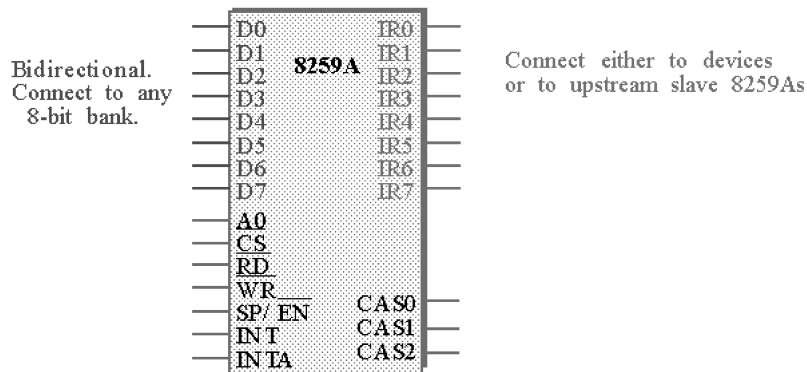 Bidirectional.
Connect to any
8-bit bank.
D0
D1
D2
D3
D4
D5
D6
D7
A0
CS
RD
WR
SP/ EN
INT
INTA
8259A
IR0
IR1
IR2
IR3
IR4
IR5
IR6
IR7
CAS0
CAS1
CAS2
Connect either to devices
or to upstream slave 8259As